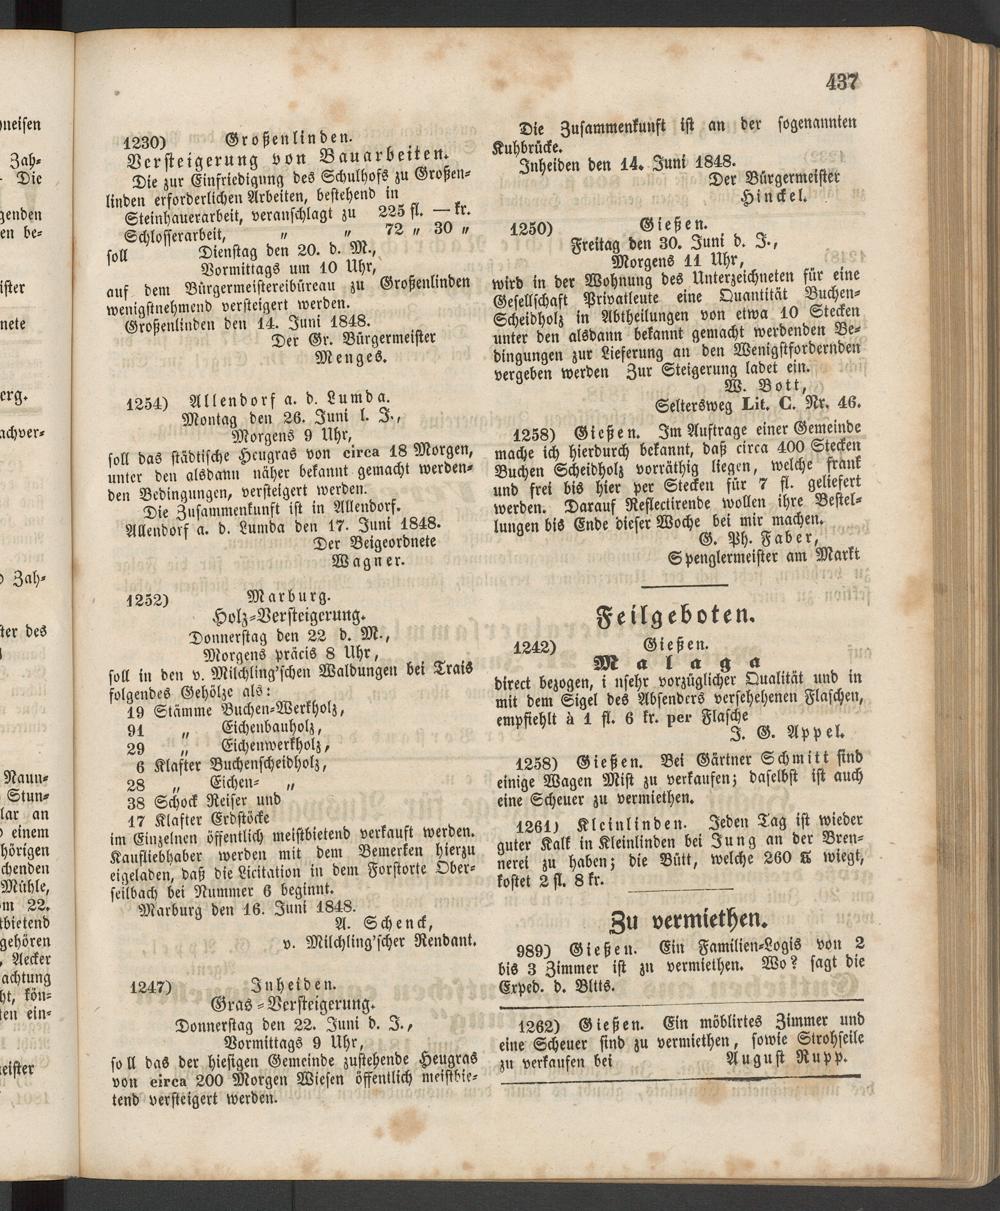 437
1230) Großenlinden.
Versteigerung von Bauarbeiten.
Die zur Einfriedigung des Schulhofs zu Großen-
linden erforderlichen Arbeiten, bestehend in
Steinhauerarbeit, veranschlagt zu 225 fl. — kr.
Schlosserarbeit, „ „ 72 „ 30 „
soll Dienstag den 20. d. M.,
Vormittags um 10 Uhr,
auf dem Bürgermeistereibüreau zu Großenlinden
wenigstnehmend versteigert werden.
Großenlinden den 14. Juni 1848.
Der Gr. Bürgermeister
Menges.
1254) Allendorf a. d. Lumda.
Montag den 26. Juni l. J.,
Morgens 9 Uhr,
soll das städtische Heugras von circa 18 Morgen,
unter den alsdann näher bekannt gemacht werden-
den Bedingungen, versteigert werden.
Die Zusammenkunft ist in Allendorf.
Allendorf a. d. Lumda den 17. Juni 1848.
Der Beigeordnete
Wagner.
1252) Marburg.
Holz-Versteigerung.
Donnerstag den 22 d. M.,
Morgens präcis 8 Uhr,
soll in den v. Milchling'schen Waldungen bei Trais
folgendes Gehölze als:
19 Stämme Buchen-Werkholz,
91 „ Eichenbauholz,
29 „ Eichenwerkholz,
6 Klafter Buchenscheidholz,
28 „ Eichen- „
38 Schock Reiser und
17 Klafter Erdstöcke
im Einzelnen öffentlich meistbietend verkauft werden.
Kaufliebhaber werden mit dem Bemerken hierzu
eigeladen, daß die Licitation in dem Forstorte Ober-
seilbach bei Nummer 6 beginnt.
Marburg den 16. Juni 1848.
A. Schenck,
v. Milchling'scher Rendant.
1247) Inheiden.
Gras-Versteigerung.
Donnerstag den 22. Juni d. J.,
Vormittags 9 Uhr,
soll das der hiesigen Gemeinde zustehende Heugras
von circa 200 Morgen Wiesen öffentlich meistbie-
tend versteigert werden.
Die Zusammenkunft ist an der sogenannten
Kuhbrücke.
Inheiden den 14. Juni 1848.
Der Bürgermeister
Hinckel.
1250) Gießen.
Freitag den 30. Juni d. J.,
Morgens 11 Uhr,
wird in der Wohnung des Unterzeichneten für eine
Gesellschaft Privatleute eine Quantität Buchen-
Scheidholz in Abtheilungen von etwa 10 Stecken
unter den alsdann bekannt gemacht werdenden Be-
dingungen zur Lieferung an den Wenigstfordernden
vergeben werden Zur Steigerung ladet ein.
W. Bott,
Seltersweg Lit. C. Nr. 46.
1258) Gießen. Im Auftrage einer Gemeinde
mache ich hierdurch bekannt, daß circa 400 Stecken
Buchen Scheidholz vorräthig liegen, welche frank
und frei bis hier per Stecken für 7 fl. geliefert
werden. Darauf Reflectirende wollen ihre Bestel-
lungen bis Ende dieser Woche bei mir machen.
G. Ph. Faber,
Spenglermeister am Markt
Feilgeboten.
1242) Gießen.
Malaga
direct bezogen, i nsehr vorzüglicher Qualität und in
mit dem Sigel des Absenders versehehenen Flaschen,
empfiehlt à 1 fl. 6 kr. per Flasche
J. G. Appel.
1258) Gießen. Bei Gärtner Schmitt sind
einige Wagen Mist zu verkaufen; daselbst ist auch
eine Scheuer zu vermiethen.
1261) Kleinlinden. Jeden Tag ist wieder
guter Kalk in Kleinlinden bei Jung an der Bren-
nerei zu haben; die Bütt, welche 260 ℔ wiegt,
kostet 2 fl. 8 kr.
Zu vermiethen.
989) Gießen. Ein Familien-Logis von 2
bis 3 Zimmer ist zu vermiethen. Wo? sagt die
Exped. d. Bltts.
1262) Gießen. Ein möblirtes Zimmer und
eine Scheuer sind zu vermiethen, sowie Strohseile
zu verkaufen bei August Rupp.